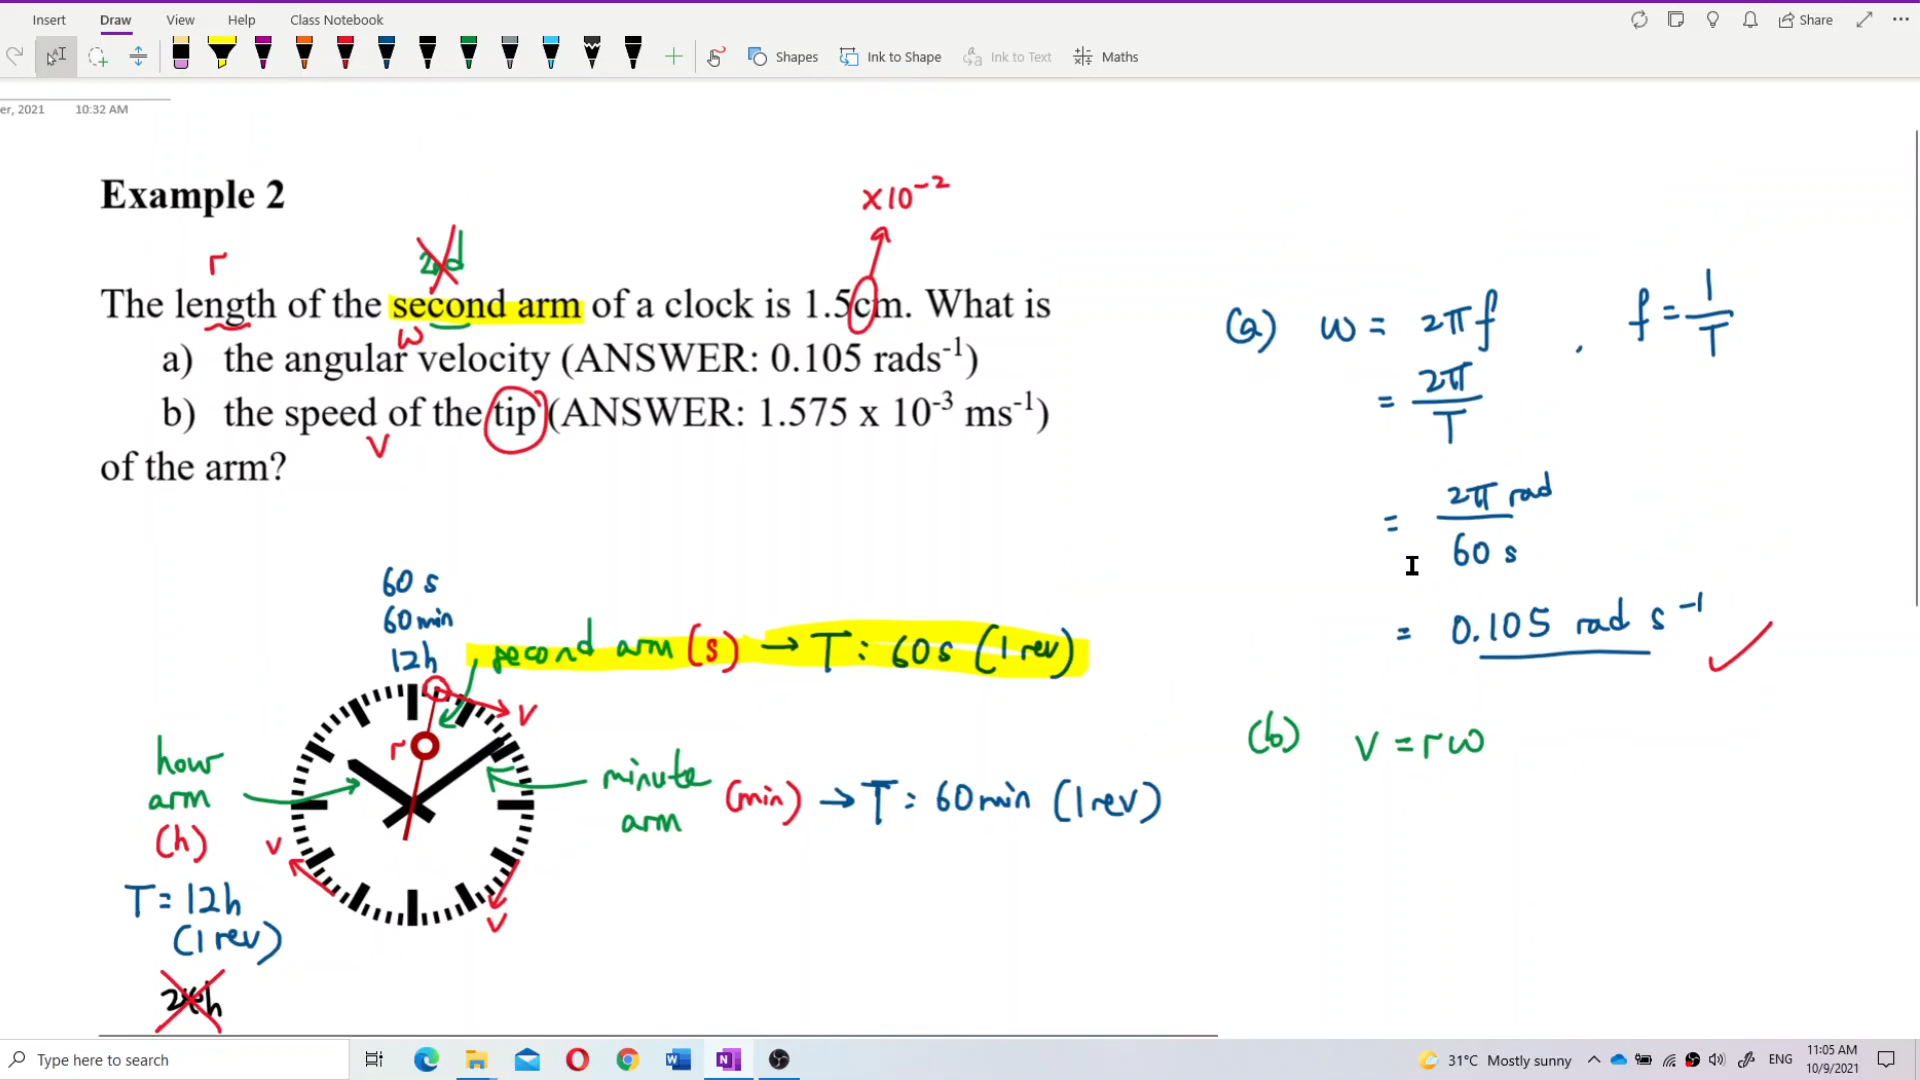 Insert Draw View Help Class Notebook Share
Shapes Ink to Shape Ink to Text Maths
er, 2021 10:32 AM
Example 2
x10⁻²
r 2nd
The length of the second arm of a clock is 1.5cm. What is
ω
a) the angular velocity (ANSWER: 0.105 rads⁻¹)
b) the speed of the tip (ANSWER: 1.575 x 10⁻³ ms⁻¹)
v
of the arm?
60 s
60 min
12h
second arm (s) → T: 60s (1 rev)
v
r
hour
arm
(h)
minute
arm
(min) → T: 60min (1 rev)
v
v
T = 12h
(1 rev)
24h
(a) ω = 2πf , f = 1/T
= 2π/T
= 2π rad/60 s
= 0.105 rad s⁻¹
(b) v = rω
Type here to search
31°C Mostly sunny ENG 11:05 AM
10/9/2021